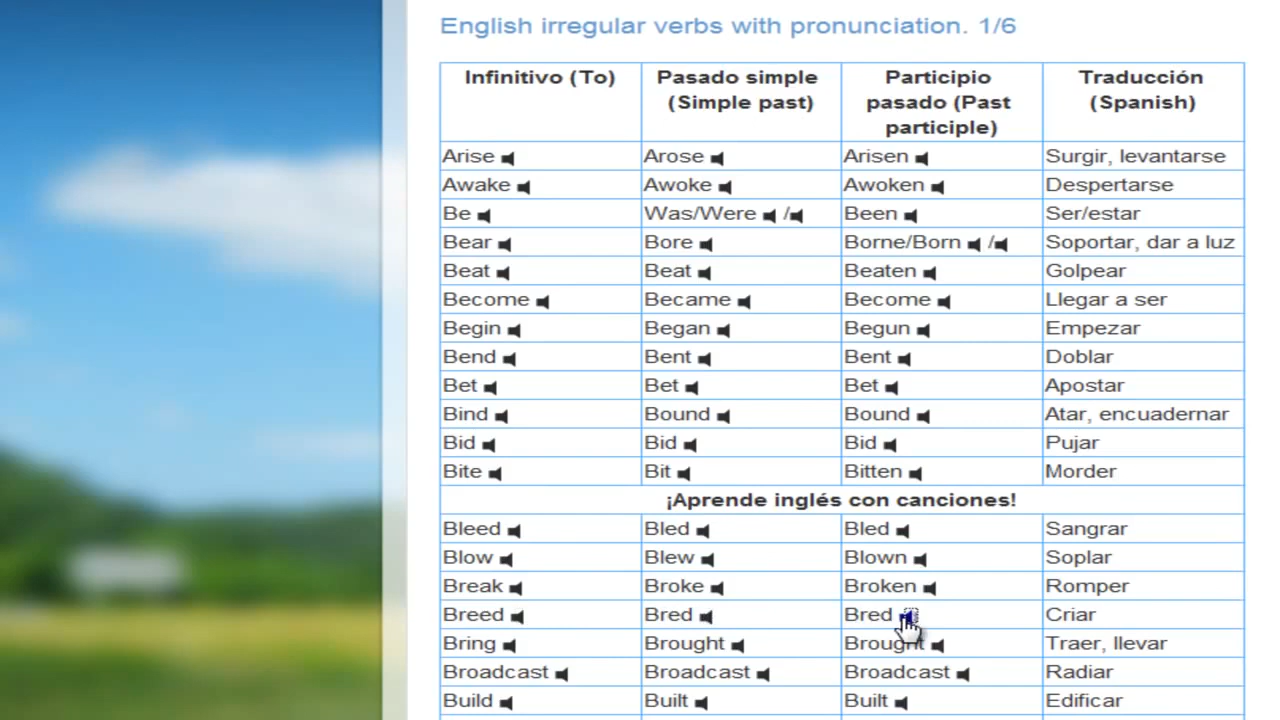 English irregular verbs with pronunciation. 1/6
Infinitivo (To) Pasado simple (Simple past) Participio pasado (Past participle) Traducción (Spanish)
Arise Arose Arisen Surgir, levantarse
Awake Awoke Awoken Despertarse
Be Was/Were / Been Ser/estar
Bear Bore Borne/Born / Soportar, dar a luz
Beat Beat Beaten Golpear
Become Became Become Llegar a ser
Begin Began Begun Empezar
Bend Bent Bent Doblar
Bet Bet Bet Apostar
Bind Bound Bound Atar, encuadernar
Bid Bid Bid Pujar
Bite Bit Bitten Morder
¡Aprende inglés con canciones!
Bleed Bled Bled Sangrar
Blow Blew Blown Soplar
Break Broke Broken Romper
Breed Bred Bred Criar
Bring Brought Brought Traer, llevar
Broadcast Broadcast Broadcast Radiar
Build Built Built Edificar